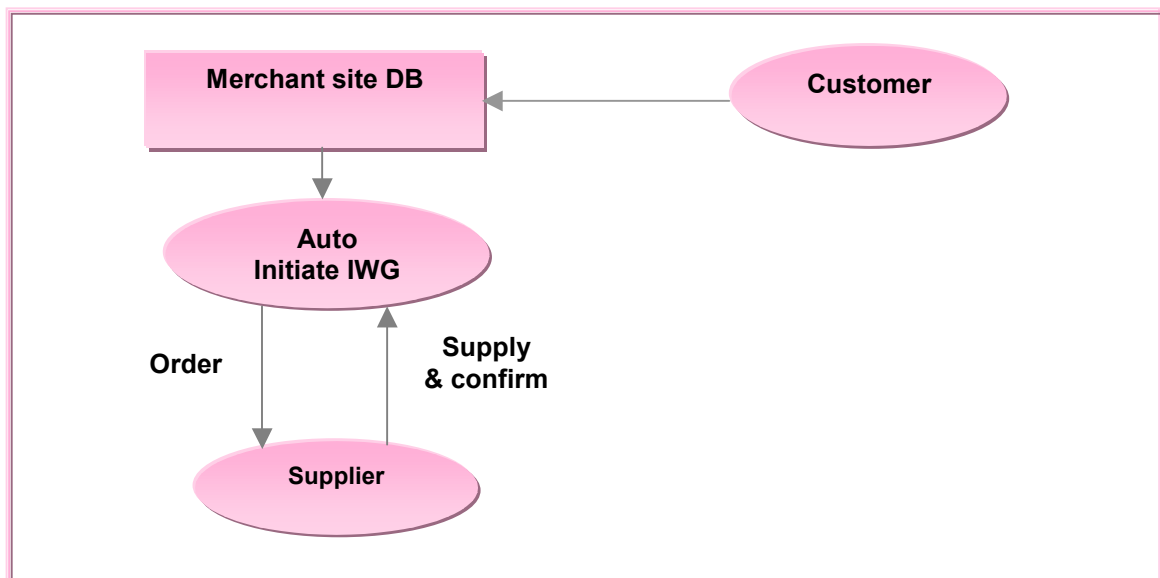 Merchant site DB
Customer
Auto
Initiate IWG
Order
Supply
& confirm
Supplier